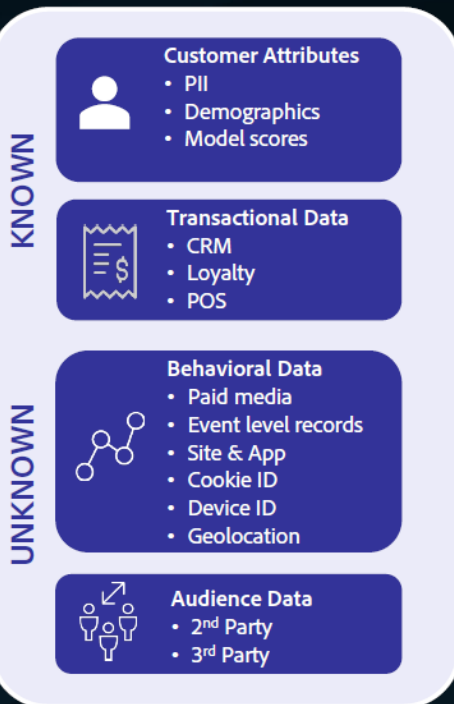 KNOWN
Customer Attributes
• PII
• Demographics
• Model scores
Transactional Data
• CRM
• Loyalty
• POS
$
UNKNOWN
Behavioral Data
• Paid media
• Event level records
• Site & App
• Cookie ID
• Device ID
• Geolocation
Audience Data
• 2nd Party
• 3rd Party